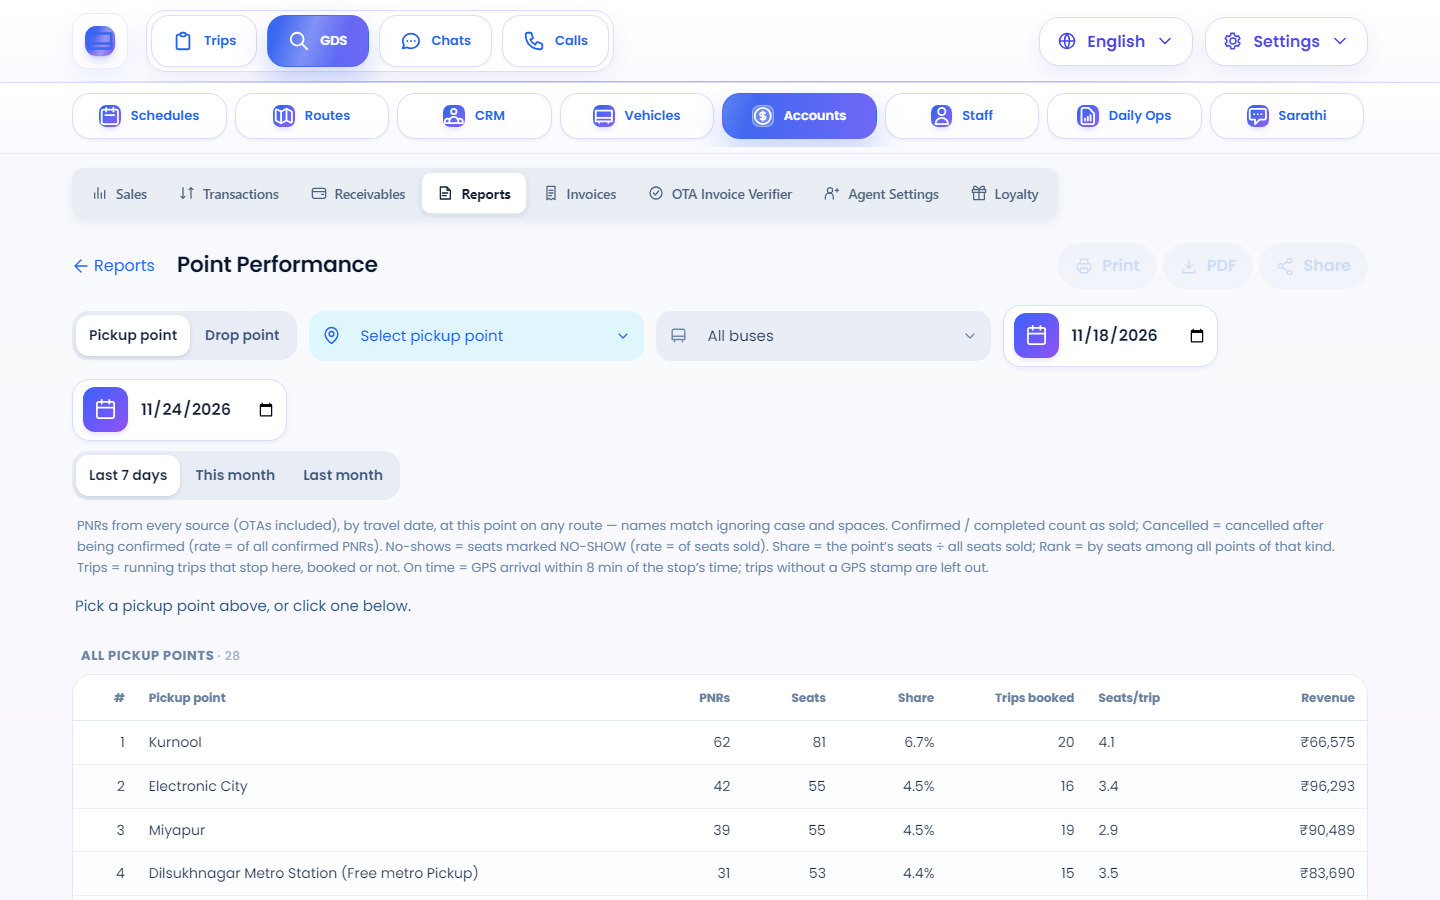 Trips GDS Chats Calls English Settings
Schedules Routes CRM Vehicles Accounts Staff Daily Ops Sarathi
Sales Transactions Receivables Reports Invoices OTA Invoice Verifier Agent Settings Loyalty
Reports Point Performance Print PDF Share
Pickup point Drop point Select pickup point All buses 11/18/2026
11/24/2026
Last 7 days This month Last month
PNRs from every source (OTAs included), by travel date, at this point on any route — names match ignoring case and spaces. Confirmed / completed count as sold; Cancelled = cancelled after
being confirmed (rate = of all confirmed PNRs). No-shows = seats marked NO-SHOW (rate = of seats sold). Share = the point's seats ÷ all seats sold; Rank = by seats among all points of that kind.
Trips = running trips that stop here, booked or not. On time = GPS arrival within 8 min of the stop's time; trips without a GPS stamp are left out.
Pick a pickup point above, or click one below.
ALL PICKUP POINTS · 28
# Pickup point PNRs Seats Share Trips booked Seats/trip Revenue
1 Kurnool 62 81 6.7% 20 4.1 ₹66,575
2 Electronic City 42 55 4.5% 16 3.4 ₹96,293
3 Miyapur 39 55 4.5% 19 2.9 ₹90,489
4 Dilsukhnagar Metro Station (Free metro Pickup) 31 53 4.4% 15 3.5 ₹83,690